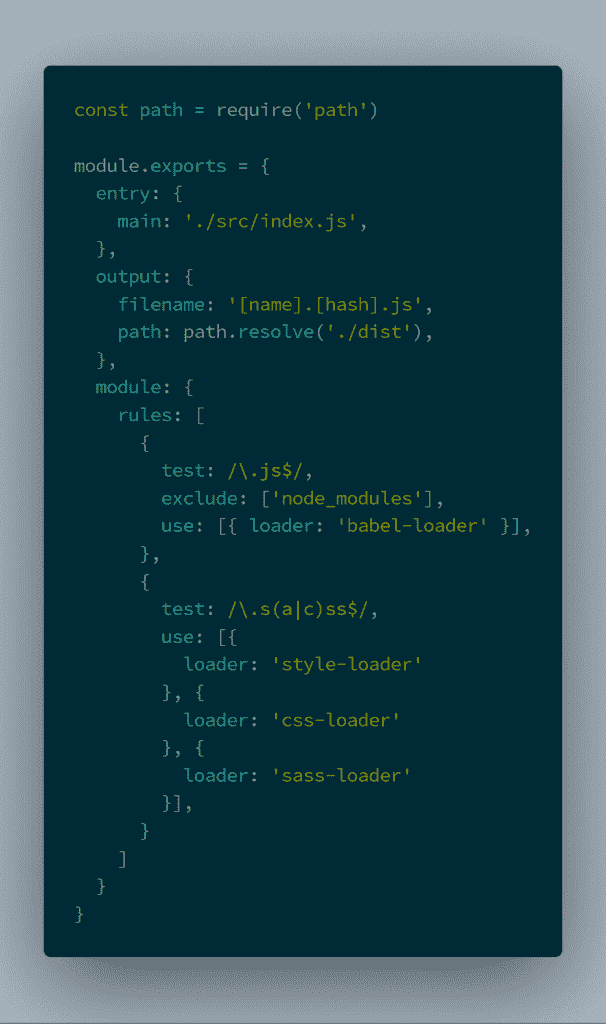 const path = require('path')

module.exports = {
  entry: {
    main: './src/index.js',
  },
  output: {
    filename: '[name].[hash].js',
    path: path.resolve('./dist'),
  },
  module: {
    rules: [
      {
        test: /\.js$/,
        exclude: ['node_modules'],
        use: [{ loader: 'babel-loader' }],
      },
      {
        test: /\.s(a|c)ss$/,
        use: [{
          loader: 'style-loader'
        }, {
          loader: 'css-loader'
        }, {
          loader: 'sass-loader'
        }],
      }
    ]
  }
}